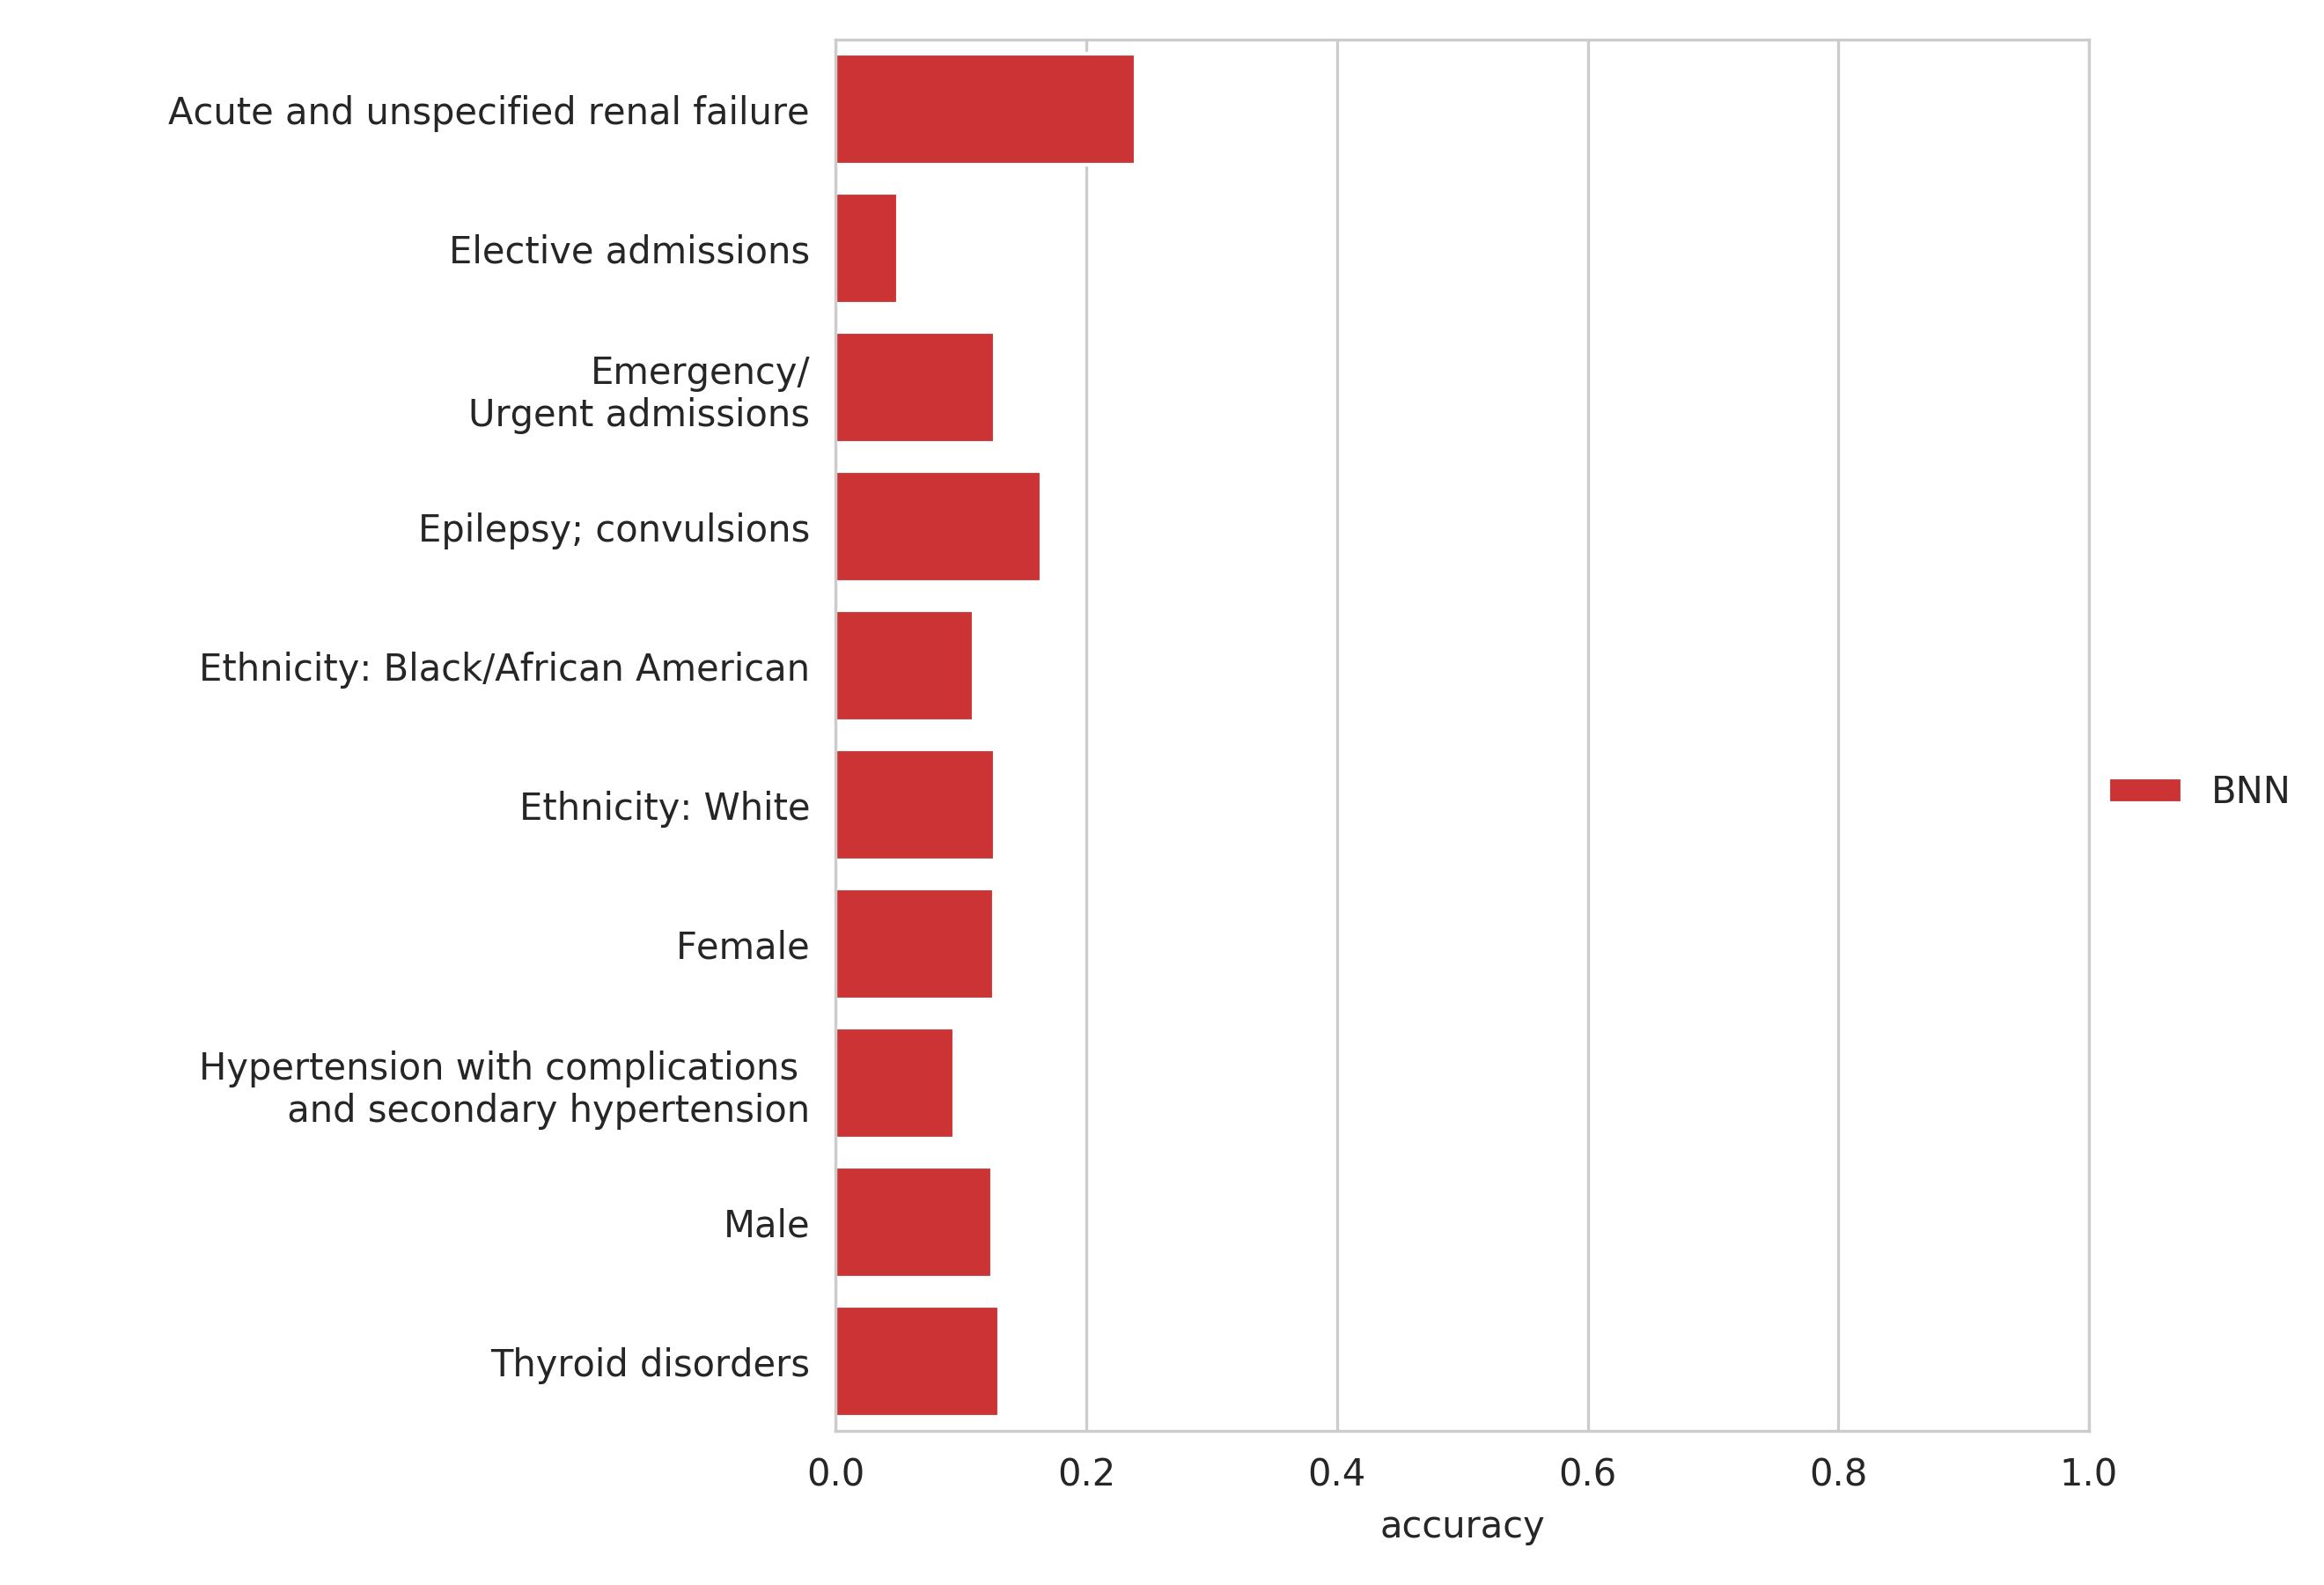 Acute and unspecified renal failure
Elective admissions
Emergency/
Urgent admissions
Epilepsy; convulsions
Ethnicity: Black/African American
Ethnicity: White
Female
Hypertension with complications
and secondary hypertension
Male
Thyroid disorders
0.0 0.2 0.4 0.6 0.8 1.0
accuracy
BNN